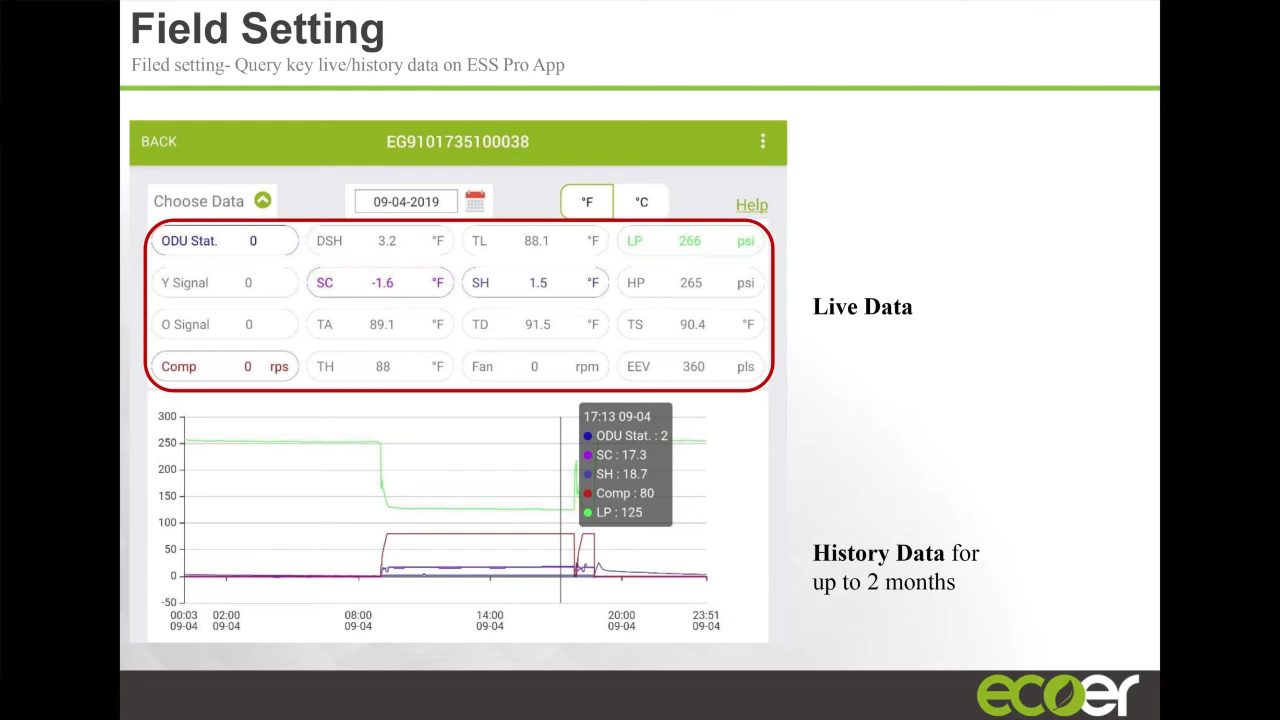 Field Setting
Filed setting- Query key live/history data on ESS Pro App
BACK
EG9101735100038
Choose Data
09-04-2019
°F
°C
Help
ODU Stat. 0
DSH 3.2 °F
TL 88.1 °F
LP 266 psi
Y Signal 0
SC -1.6 °F
SH 1.5 °F
HP 265 psi
O Signal 0
TA 89.1 °F
TD 91.5 °F
TS 90.4 °F
Comp 0 rps
TH 88 °F
Fan 0 rpm
EEV 360 pls
Live Data
300
250
200
150
100
50
0
-50
17:13 09-04
ODU Stat. : 2
SC : 17.3
SH : 18.7
Comp : 80
LP : 125
00:03 02:00 08:00 14:00 20:00 23:51
09-04 09-04 09-04 09-04 09-04 09-04
History Data for
up to 2 months
ecoer